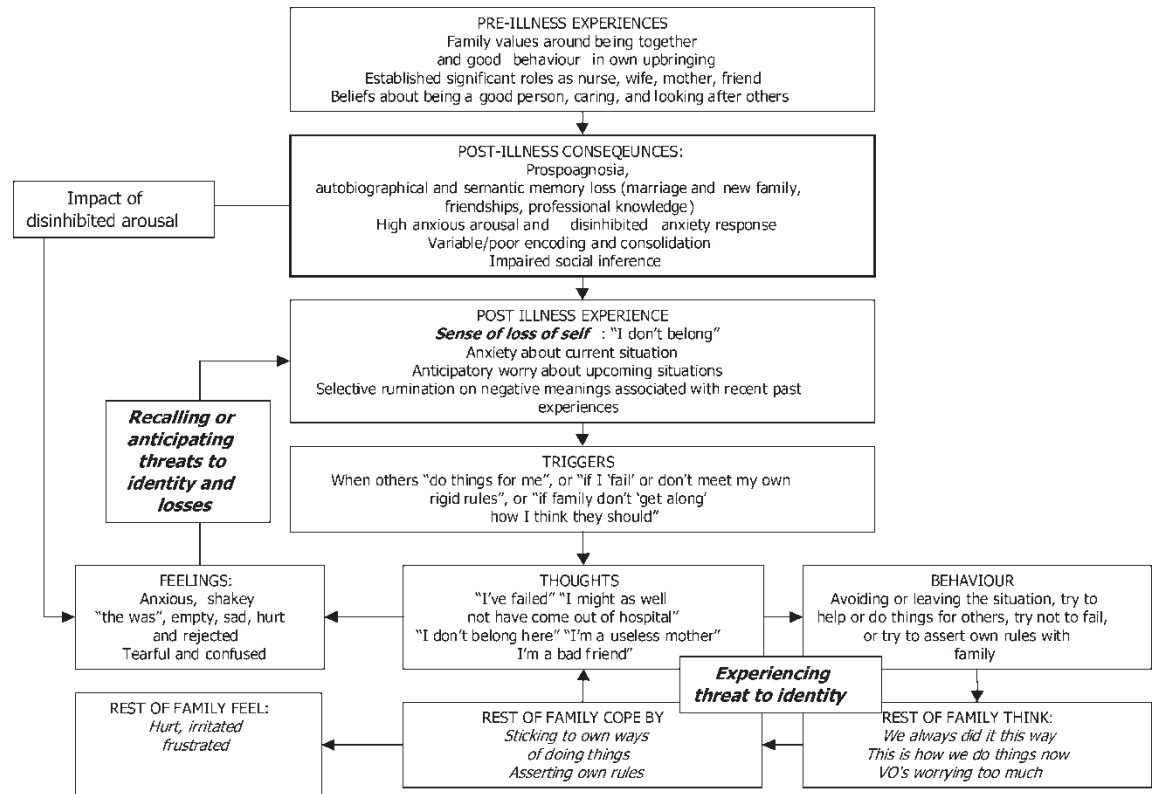 PRE-ILLNESS EXPERIENCES
Family values around being together
and good behaviour in own upbringing
Established significant roles as nurse, wife, mother, friend
Beliefs about being a good person, caring, and looking after others
Impact of
disinhibited arousal
POST-ILLNESS CONSEQEUNCES:
Prospoagnosia,
autobiographical and semantic memory loss (marriage and new family,
friendships, professional knowledge)
High anxious arousal and disinhibited anxiety response
Variable/poor encoding and consolidation
Impaired social inference
POST ILLNESS EXPERIENCE
Sense of loss of self : “I don’t belong”
Anxiety about current situation
Anticipatory worry about upcoming situations
Selective rumination on negative meanings associated with recent past
experiences
Recalling or
anticipating
threats to
identity and
losses
TRIGGERS
When others “do things for me”, or “if I ‘fail’ or don't meet my own
rigid rules”, or “if family don’t ‘get along’
how I think they should”
FEELINGS:
Anxious, shakey
“the was”, empty, sad, hurt
and rejected
Tearful and confused
THOUGHTS
“I’ve failed” “I might as well
not have come out of hospital”
“I don’t belong here” “I’m a useless mother”
I’m a bad friend”
BEHAVIOUR
Avoiding or leaving the situation, try to
help or do things for others, try not to fail,
or try to assert own rules with
family
Experiencing
threat to identity
REST OF FAMILY FEEL:
Hurt, irritated
frustrated
REST OF FAMILY COPE BY
Sticking to own ways
of doing things
Asserting own rules
REST OF FAMILY THINK:
We always did it this way
This is how we do things now
VO's worrying too much